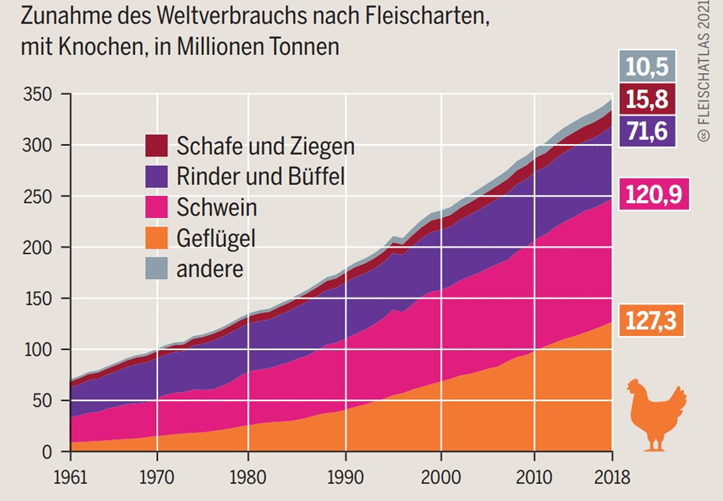 Zunahme des Weltverbrauchs nach Fleischarten,
mit Knochen, in Millionen Tonnen
🅭 FLEISCHATLAS 2021
10,5
15,8
71,6
120,9
127,3
350
300
250
200
150
100
50
0
Schafe und Ziegen
Rinder und Büffel
Schwein
Geflügel
andere
1961 1970 1980 1990 2000 2010 2018